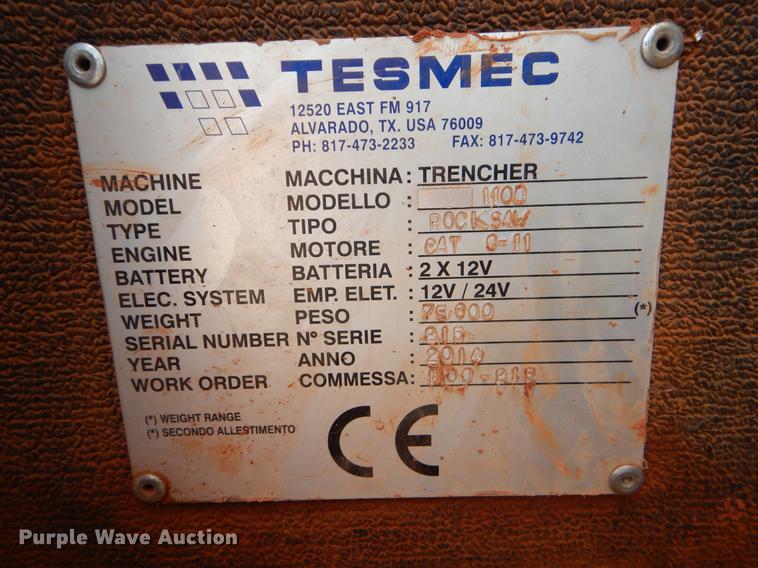 TESMEC
12520 EAST FM 917
ALVARADO, TX. USA 76009
PH: 817-473-2233 FAX: 817-473-9742
MACHINE MACCHINA: TRENCHER
MODEL MODELLO : 1100
TYPE TIPO : ROCKSAW
ENGINE MOTORE : CAT C-11
BATTERY BATTERIA : 2 X 12V
ELEC. SYSTEM EMP. ELET. : 12V / 24V
WEIGHT PESO : (*)
SERIAL NUMBER N° SERIE : 215
YEAR ANNO :
WORK ORDER COMMESSA:
(*) WEIGHT RANGE
(*) SECONDO ALLESTIMENTO
CE
Purple Wave Auction